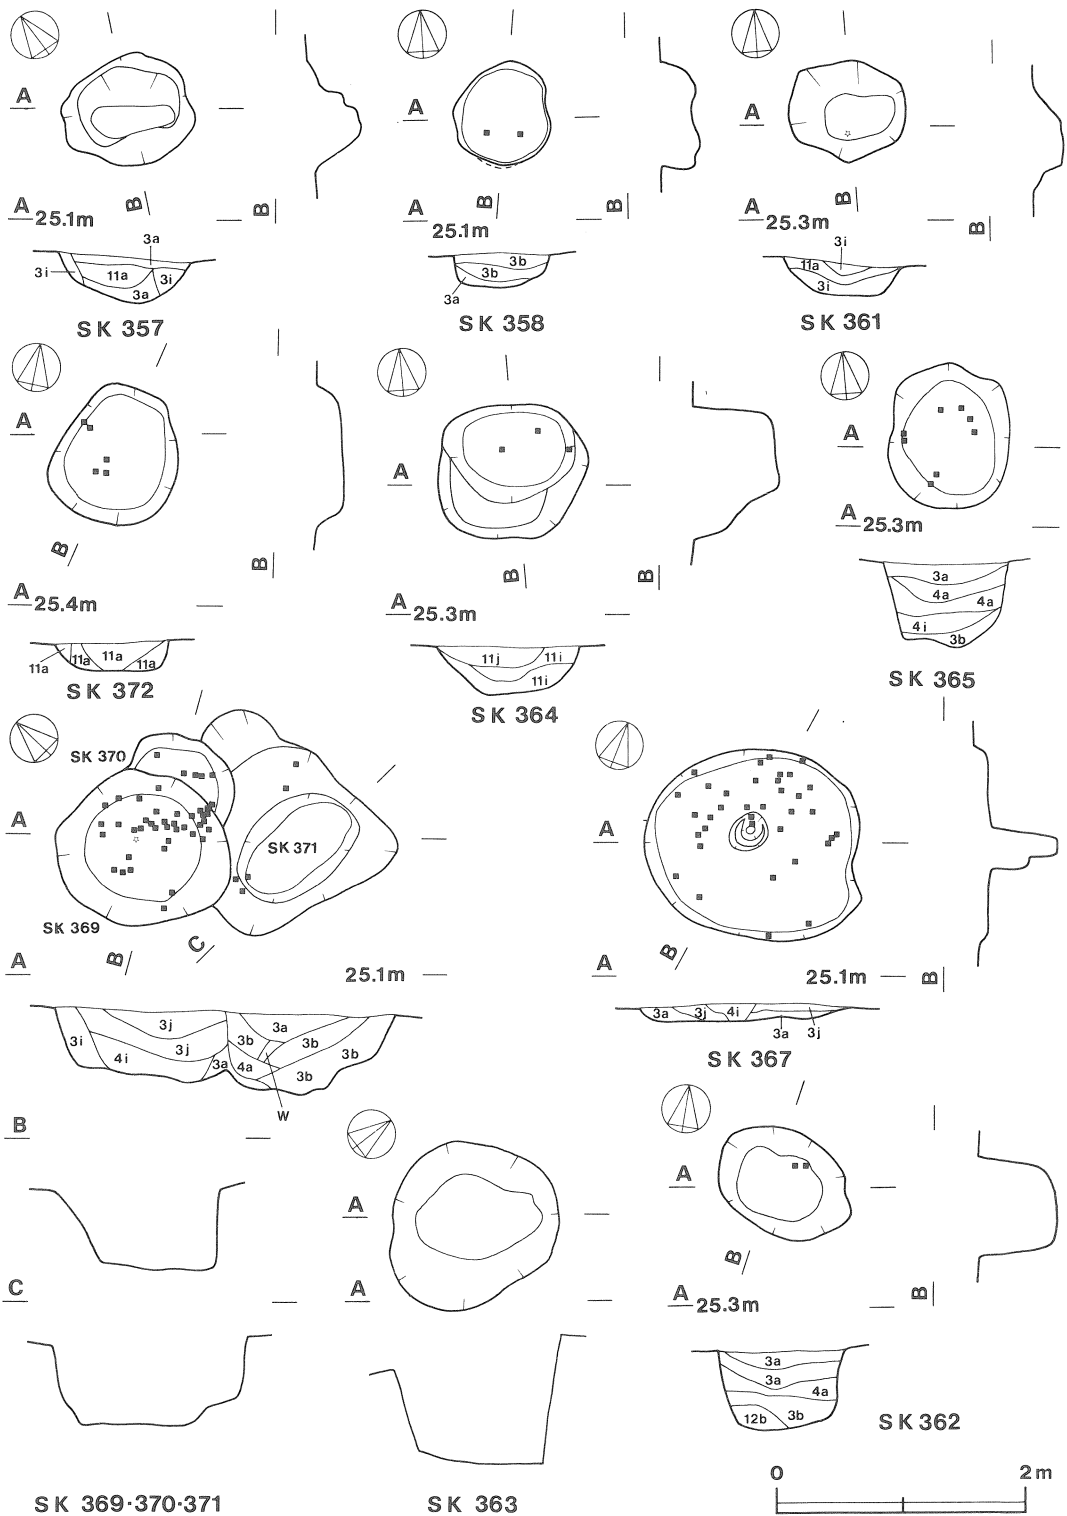 A
B
A 25.1m
B
3a
3i
11a
3i
3a
SK 357
A
B
A
25.1m
B
3b
3b
3a
SK 358
A
B
A
25.3m
B
3i
11a
3i
SK 361
A
B
A 25.4m
B
11a
11a
11a
11a
SK 372
A
B
A 25.3m
B
11j
11i
11i
SK 364
A
A 25.3m
3a
4a
4a
4i
3b
SK 365
SK 370
A
SK 371
SK 369
B
C
A
25.1m
3j
3a
3i
3j
3b
3b
4i
3a
4a
3b
3b
W
B
C
SK 369·370·371
A
B
A
25.1m
B
3a
3j
4i
3a
3j
SK 367
A
A
SK 363
A
B
A 25.3m
B
3a
3a
4a
12b
3b
SK 362
0
2m